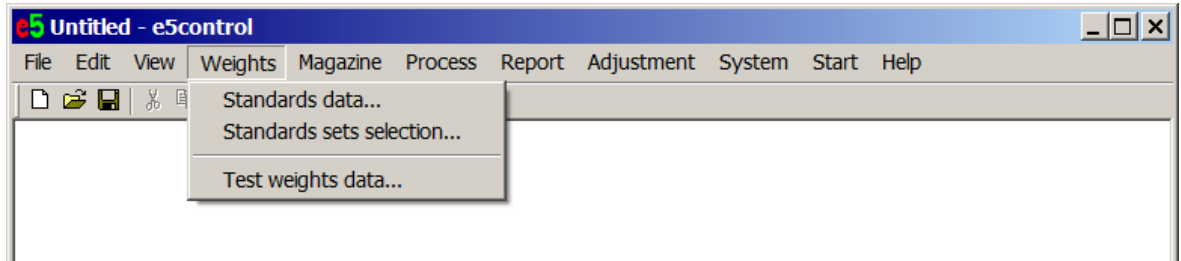 e5 Untitled - e5control
File Edit View Weights Magazine Process Report Adjustment System Start Help
Standards data...
Standards sets selection...
Test weights data...